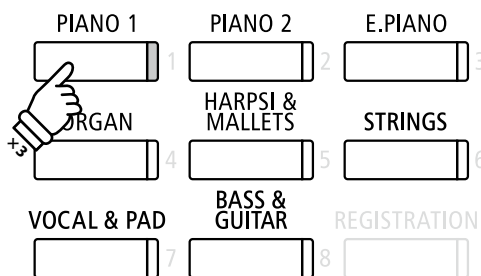 PIANO 1 PIANO 2 E.PIANO
1 2 3
ORGAN HARPSI &
MALLETS STRINGS
×3
4 5 6
VOCAL & PAD BASS &
GUITAR REGISTRATION
7 8